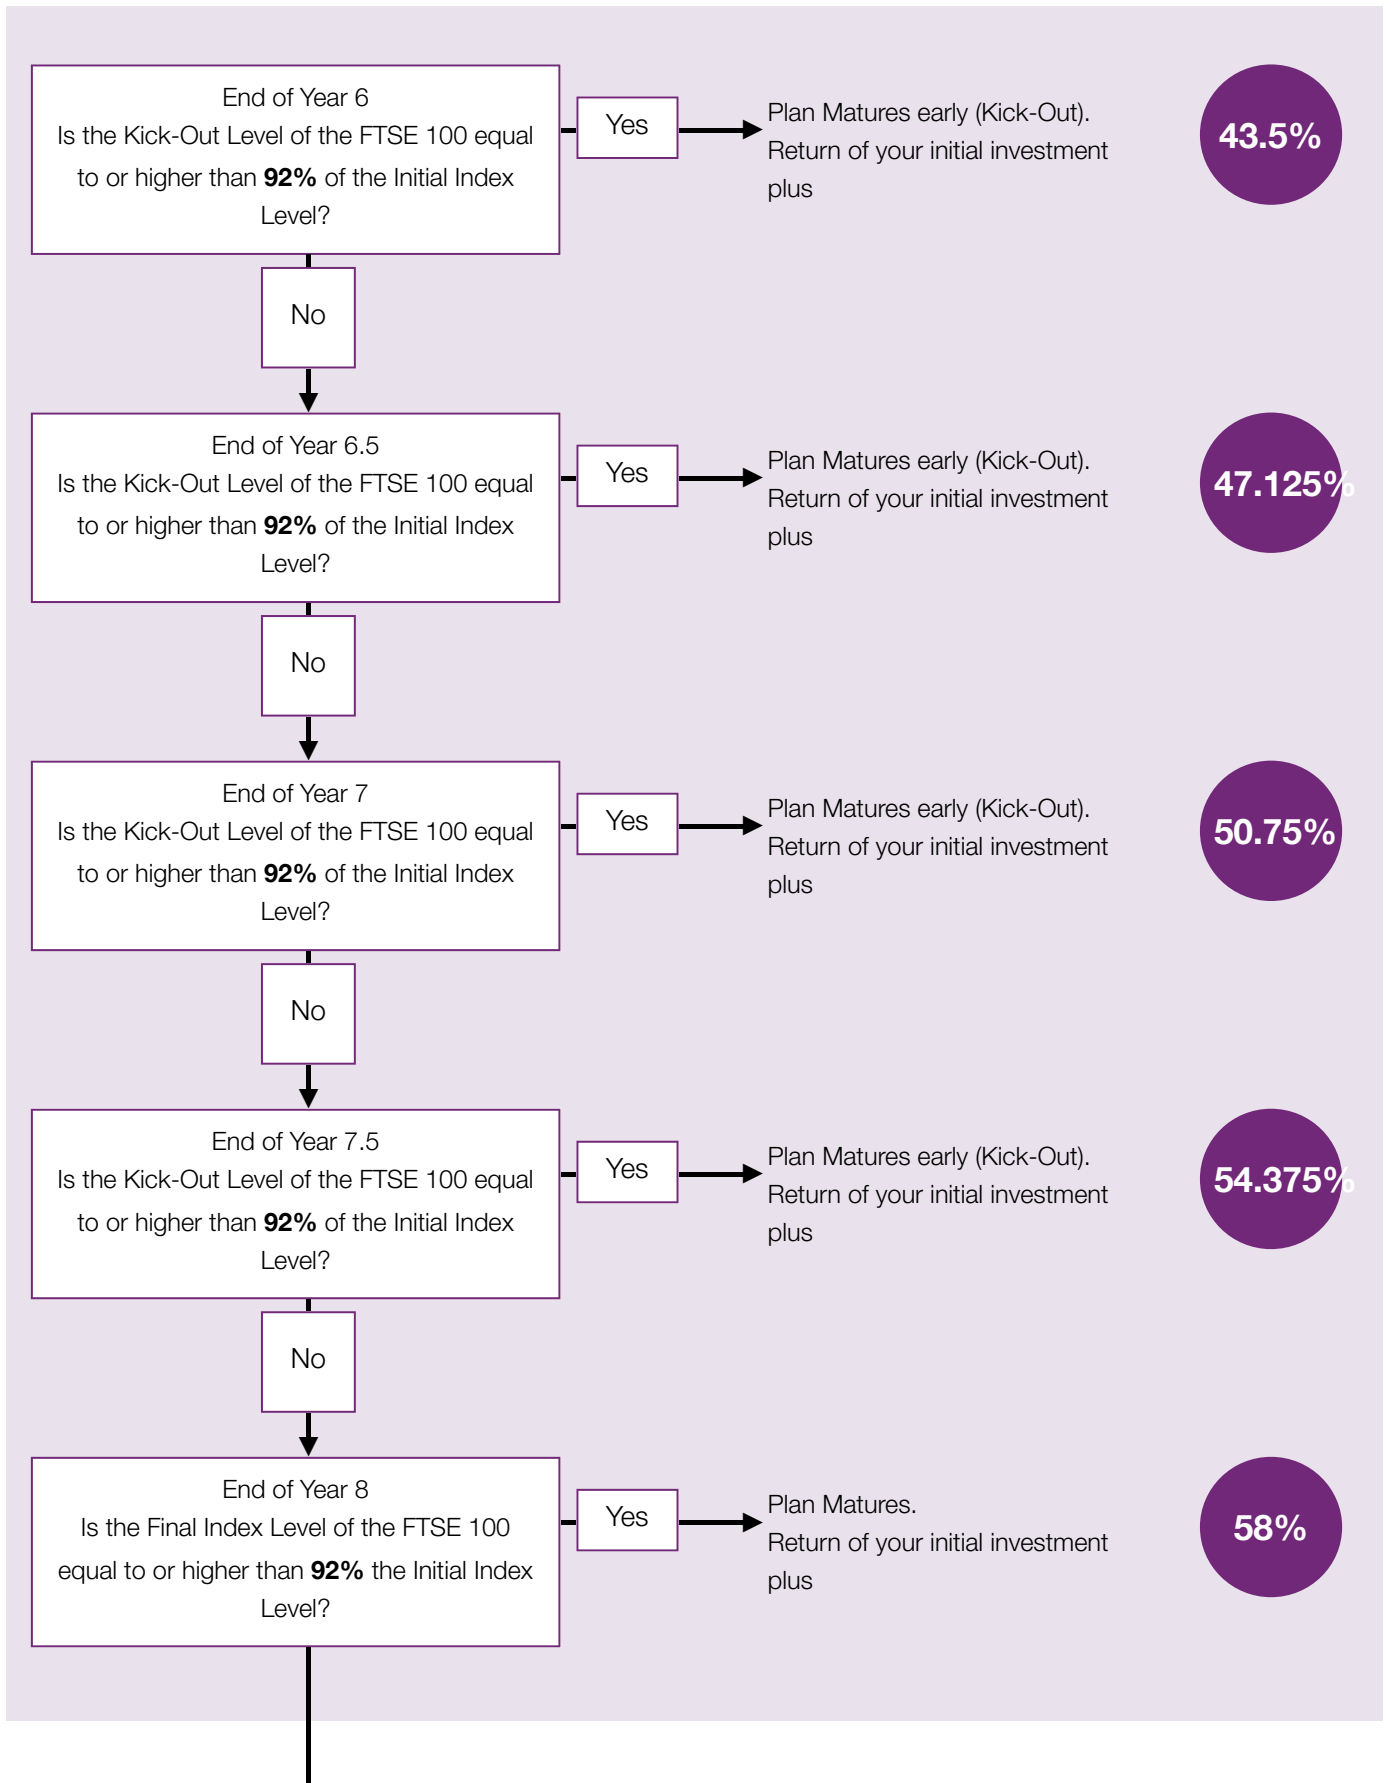 End of Year 6
Is the Kick-Out Level of the FTSE 100 equal
to or higher than 92% of the Initial Index
Level?
Yes
Plan Matures early (Kick-Out).
Return of your initial investment
plus
43.5%
No
End of Year 6.5
Is the Kick-Out Level of the FTSE 100 equal
to or higher than 92% of the Initial Index
Level?
Yes
Plan Matures early (Kick-Out).
Return of your initial investment
plus
47.125%
No
End of Year 7
Is the Kick-Out Level of the FTSE 100 equal
to or higher than 92% of the Initial Index
Level?
Yes
Plan Matures early (Kick-Out).
Return of your initial investment
plus
50.75%
No
End of Year 7.5
Is the Kick-Out Level of the FTSE 100 equal
to or higher than 92% of the Initial Index
Level?
Yes
Plan Matures early (Kick-Out).
Return of your initial investment
plus
54.375%
No
End of Year 8
Is the Final Index Level of the FTSE 100
equal to or higher than 92% the Initial Index
Level?
Yes
Plan Matures.
Return of your initial investment
plus
58%